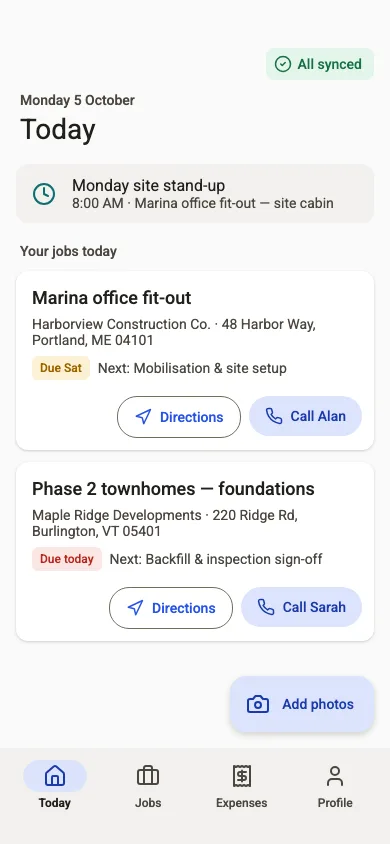 All synced
Monday 5 October
Today
Monday site stand-up
8:00 AM · Marina office fit-out — site cabin
Your jobs today
Marina office fit-out
Harborview Construction Co. · 48 Harbor Way,
Portland, ME 04101
Due Sat Next: Mobilisation & site setup
Directions Call Alan
Phase 2 townhomes — foundations
Maple Ridge Developments · 220 Ridge Rd,
Burlington, VT 05401
Due today Next: Backfill & inspection sign-off
Directions Call Sarah
Add photos
Today Jobs Expenses Profile